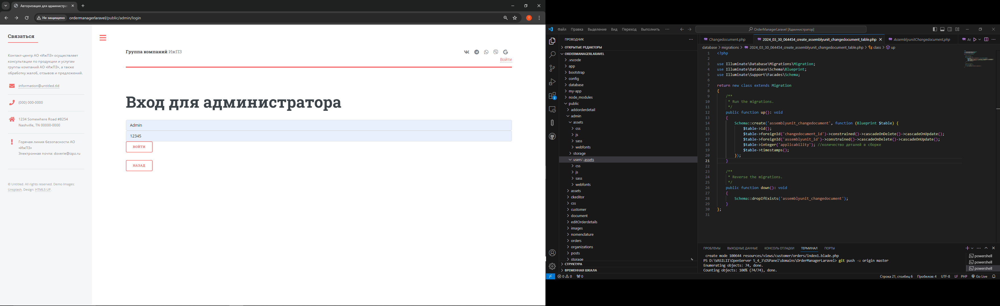 Авторизация для администрат
Не защищено
ordermanagerlaravel/public/admin/login
T
Связаться
Контакт-центр АО «ИжПЗ» осуществляет
консультации по продукции и услугам
группы компаний АО «ИжПЗ», а также
обработку жалоб, отзывов и предложений.
information@untitled.tld
(000) 000-0000
1234 Somewhere Road #8254
Nashville, TN 00000-0000
Горячая линия безопасности АО
«ИжПЗ»
Электронная почта: doverie@izpz.ru
© Untitled. All rights reserved. Demo Images:
Unsplash. Design: HTML5 UP.
Группа компаний ИжПЗ
Войти
Вход для администратора
Admin
12345
ВОЙТИ
НАЗАД
Файл Правка Выделение Вид Переход Выполнить ...
OrderManagerLaravel [Администратор]
ПРОВОДНИК
ОТКРЫТЫЕ РЕДАКТОРЫ
ORDERMANAGERLARAVEL
.vscode
app
bootstrap
config
database
my-app
node_modules
public
addorderdetail
admin
assets
css
js
sass
webfonts
storage
users\assets
css
js
sass
webfonts
assets
ckeditor
css
customer
document
editOrderdetails
images
nomenclature
orders
organizations
posts
storage
СТРУКТУРА
ВРЕМЕННАЯ ШКАЛА
2
Changedocument.php
2024_03_30_064454_create_assemblyunit_changedocument_table.php
AssemblyunitChangedocument.php
As
database > migrations > 2024_03_30_064454_create_assemblyunit_changedocument_table.php > class > up
1 <?php
2
3 use Illuminate\Database\Migrations\Migration;
4 use Illuminate\Database\Schema\Blueprint;
5 use Illuminate\Support\Facades\Schema;
6
7 return new class extends Migration
8 {
9 /**
10 * Run the migrations.
11 */
12 public function up(): void
13 {
14 Schema::create('assemblyunit_changedocument', function (Blueprint $table) {
15 $table->id();
16 $table->foreignId('changedocument_id')->constrained()->cascadeOnDelete()->cascadeOnUpdate();
17 $table->foreignId('assemblyunit_id')->constrained()->cascadeOnDelete()->cascadeOnUpdate();
18 $table->integer('applicability'); //количество деталей в сборке
19 $table->timestamps();
20 });
21 }
22
23 /**
24 * Reverse the migrations.
25 */
26 public function down(): void
27 {
28 Schema::dropIfExists('assemblyunit_changedocument');
29 }
30 };
31
ПРОБЛЕМЫ ВЫХОДНЫЕ ДАННЫЕ КОНСОЛЬ ОТЛАДКИ ТЕРМИНАЛ ПОРТЫ
create mode 100644 resources/views/customer/orders/index1.blade.php
PS D:\VASILII\OpenServer 5_4_3\OSPanel\domains\OrderManagerLaravel> git push -u origin master
Enumerating objects: 74, done.
Counting objects: 100% (74/74), done.
powershell
powershell
powershell
0 0 0
Строка 21, столбец 6 Пробелов: 4 UTF-8 LF PHP Go Live